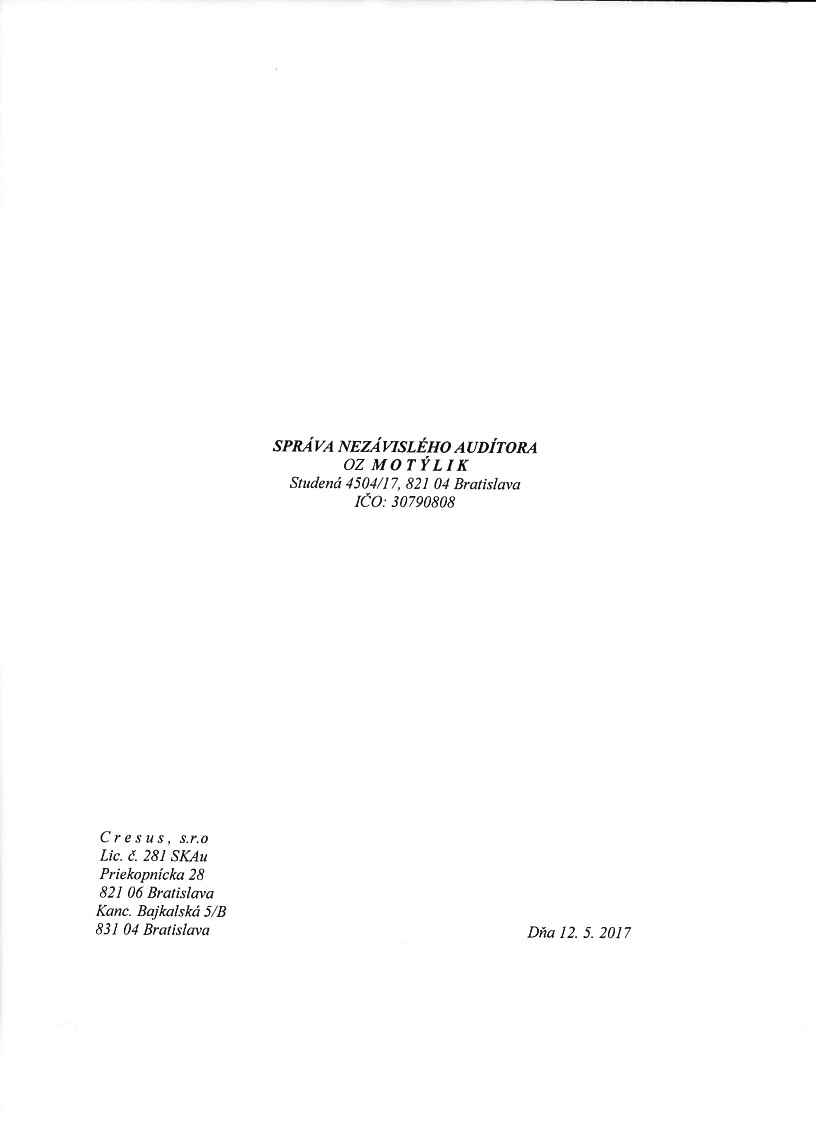 SPRÁVA NEZÁVISLÉHO AUDÍTORA
OZ M O T Ý L I K
Studená 4504/17, 821 04 Bratislava
IČO: 30790808
C r e s u s , s.r.o
Lic. č. 281 SKAu
Priekopnícka 28
821 06 Bratislava
Kanc. Bajkalská 5/B
831 04 Bratislava
Dňa 12. 5. 2017